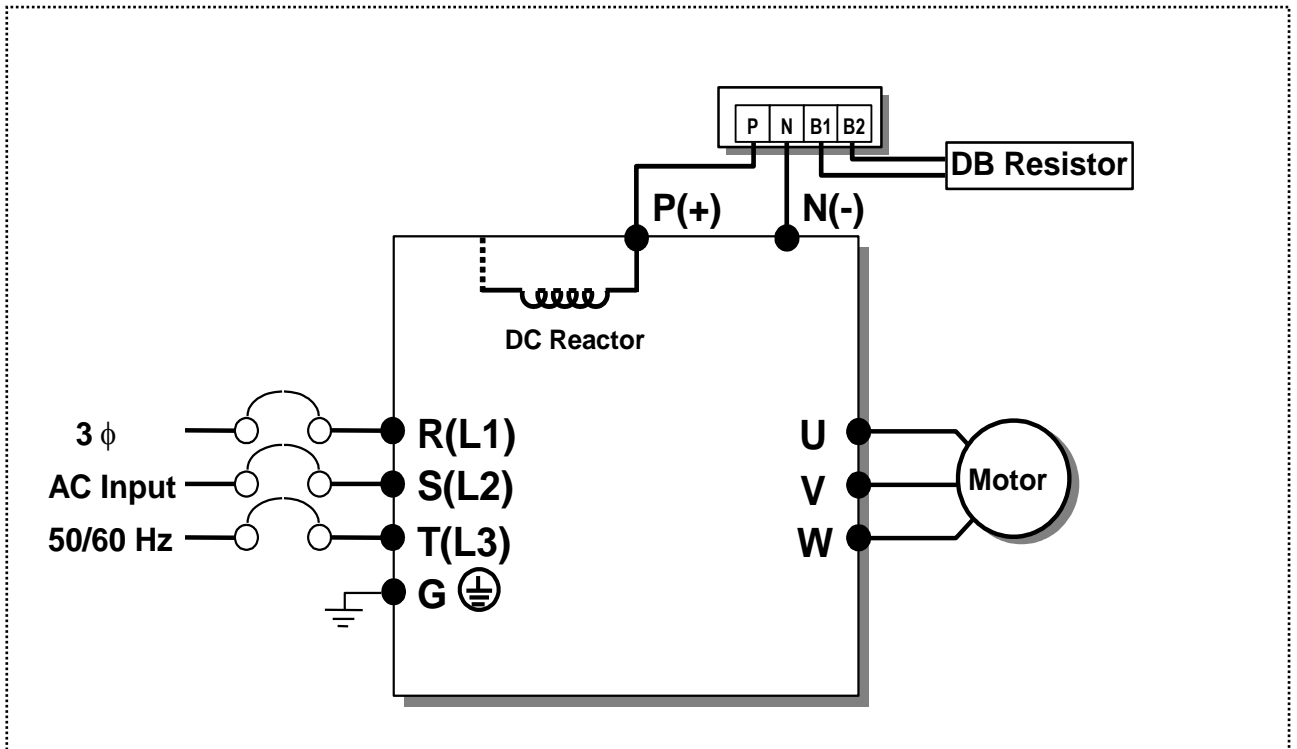 P N B1 B2
DB Resistor
P(+) N(-)
DC Reactor
3 ϕ
R(L1)
U
AC Input
S(L2)
V
Motor
50/60 Hz
T(L3)
W
G